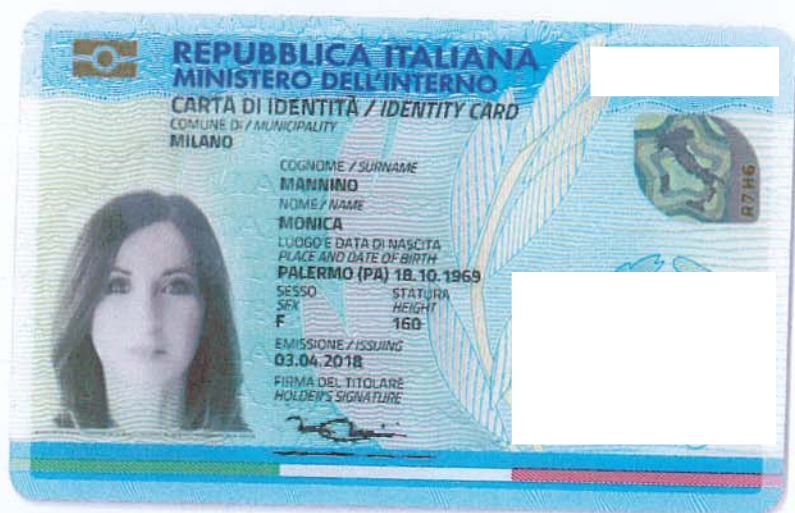 REPUBBLICA ITALIANA
MINISTERO DELL'INTERNO
CARTA DI IDENTITÀ / IDENTITY CARD
COMUNE DI / MUNICIPALITY
MILANO
COGNOME / SURNAME
MANNINO
NOME / NAME
MONICA
LUOGO E DATA DI NASCITA
PLACE AND DATE OF BIRTH
PALERMO (PA) 18.10.1969
SESSO STATURA
SEX HEIGHT
F 160
EMISSIONE / ISSUING
03.04.2018
FIRMA DEL TITOLARE
HOLDER'S SIGNATURE
A7H6